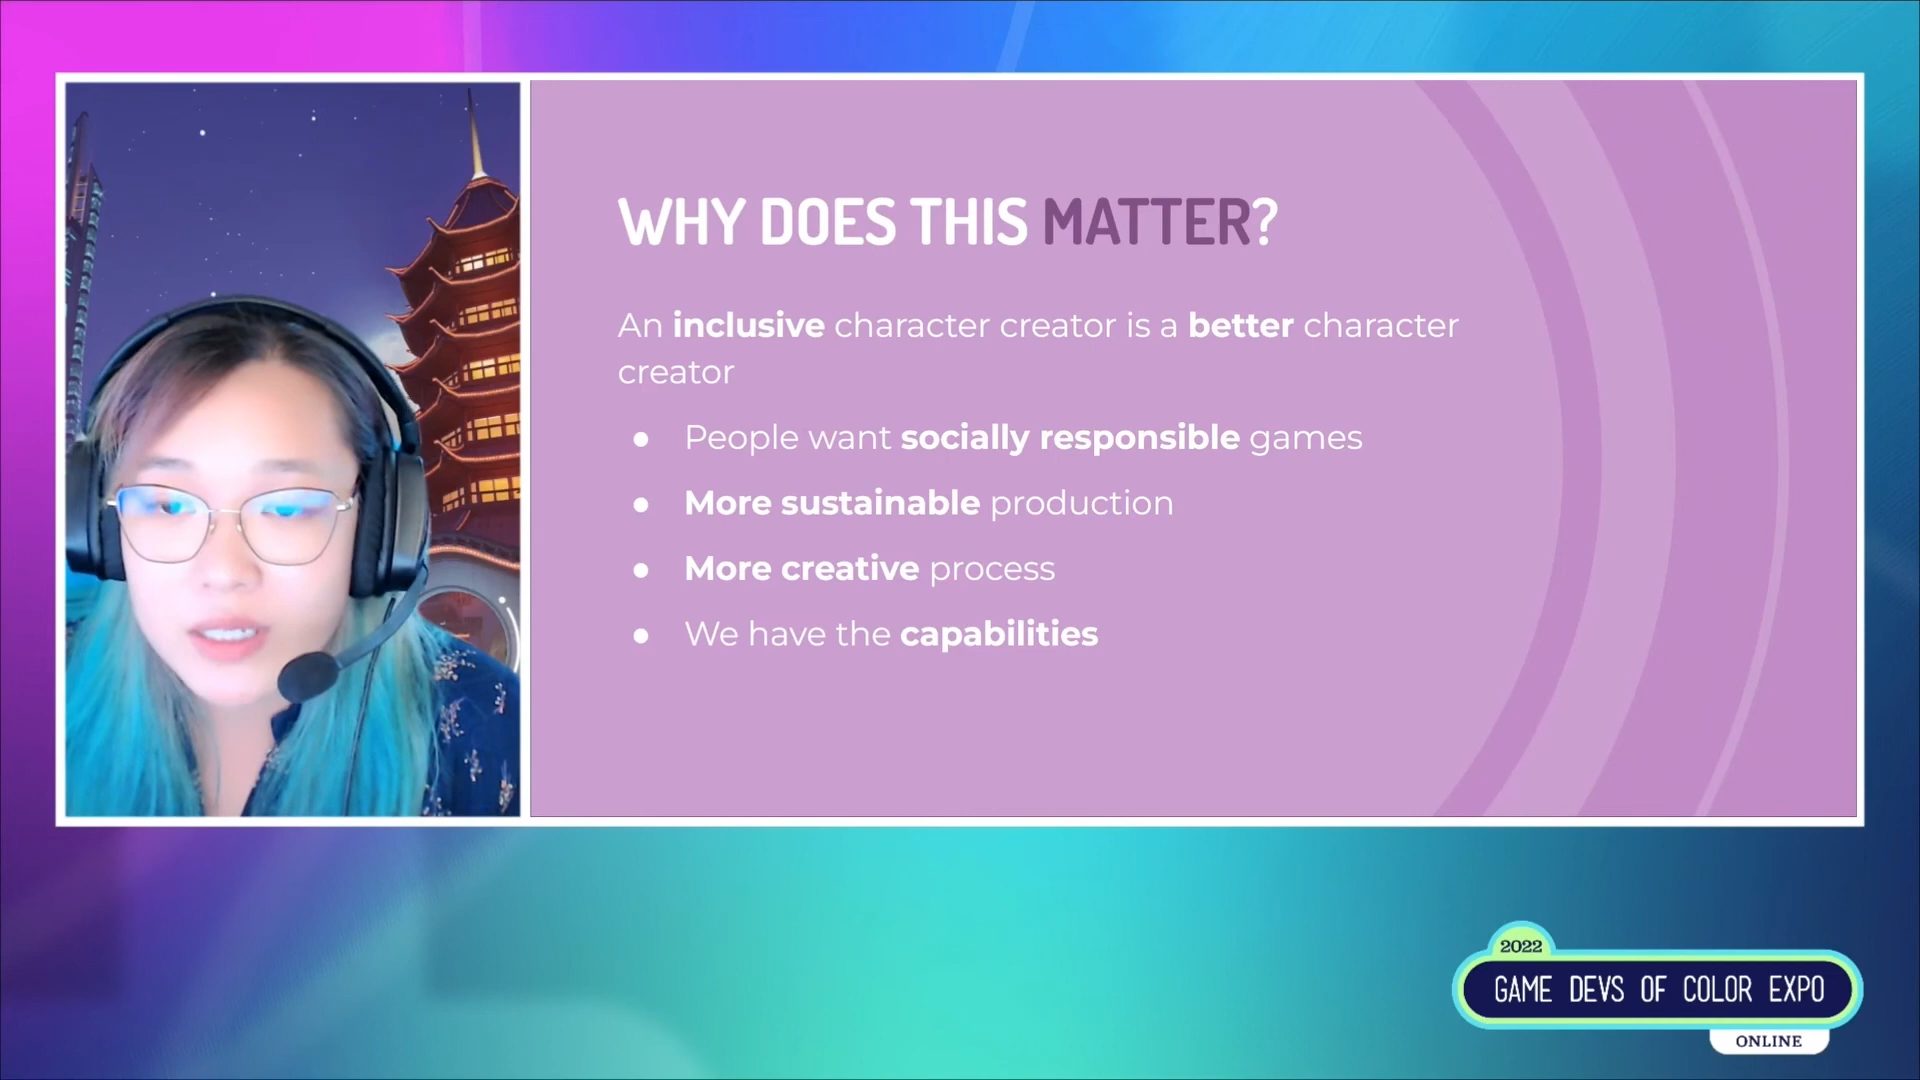 WHY DOES THIS MATTER?
An inclusive character creator is a better character
creator
● People want socially responsible games
● More sustainable production
● More creative process
● We have the capabilities
2022
GAME DEVS OF COLOR EXPO
ONLINE